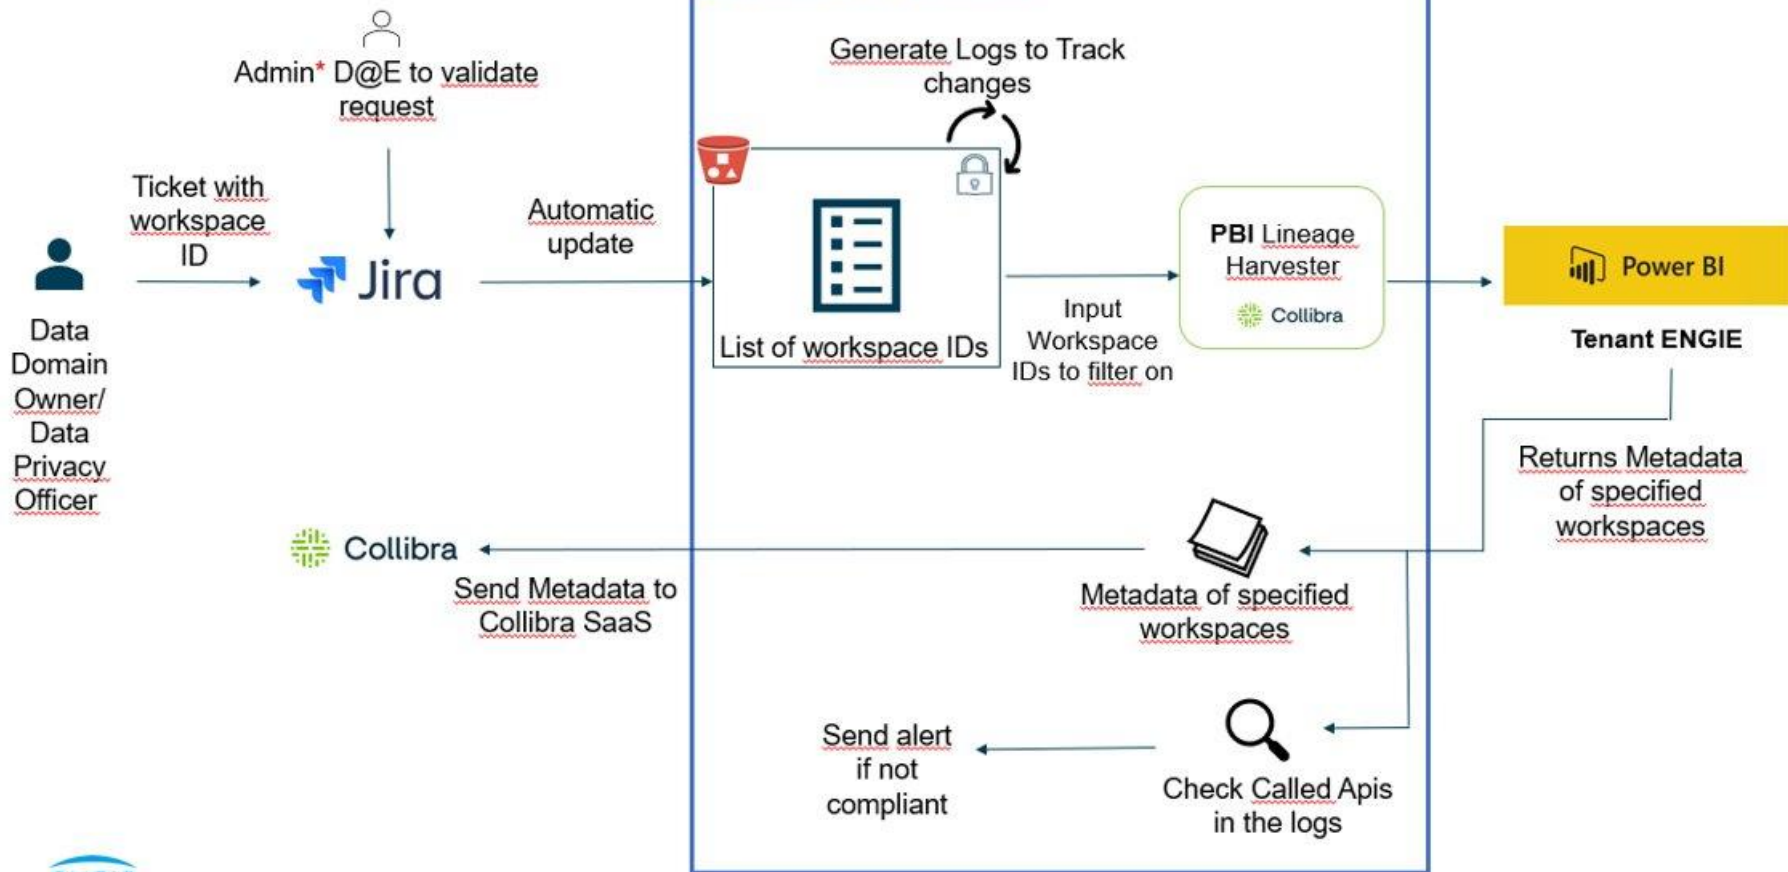 Admin* D@E to validate
request
Generate Logs to Track
changes
Ticket with
workspace
ID
Automatic
update
Jira
Data
Domain
Owner/
Data
Privacy
Officer
List of workspace IDs
Input
Workspace
IDs to filter on
PBI Lineage
Harvester
Collibra
Power BI
Tenant ENGIE
Returns Metadata
of specified
workspaces
Collibra
Send Metadata to
Collibra SaaS
Metadata of specified
workspaces
Send alert
if not
compliant
Check Called Apis
in the logs